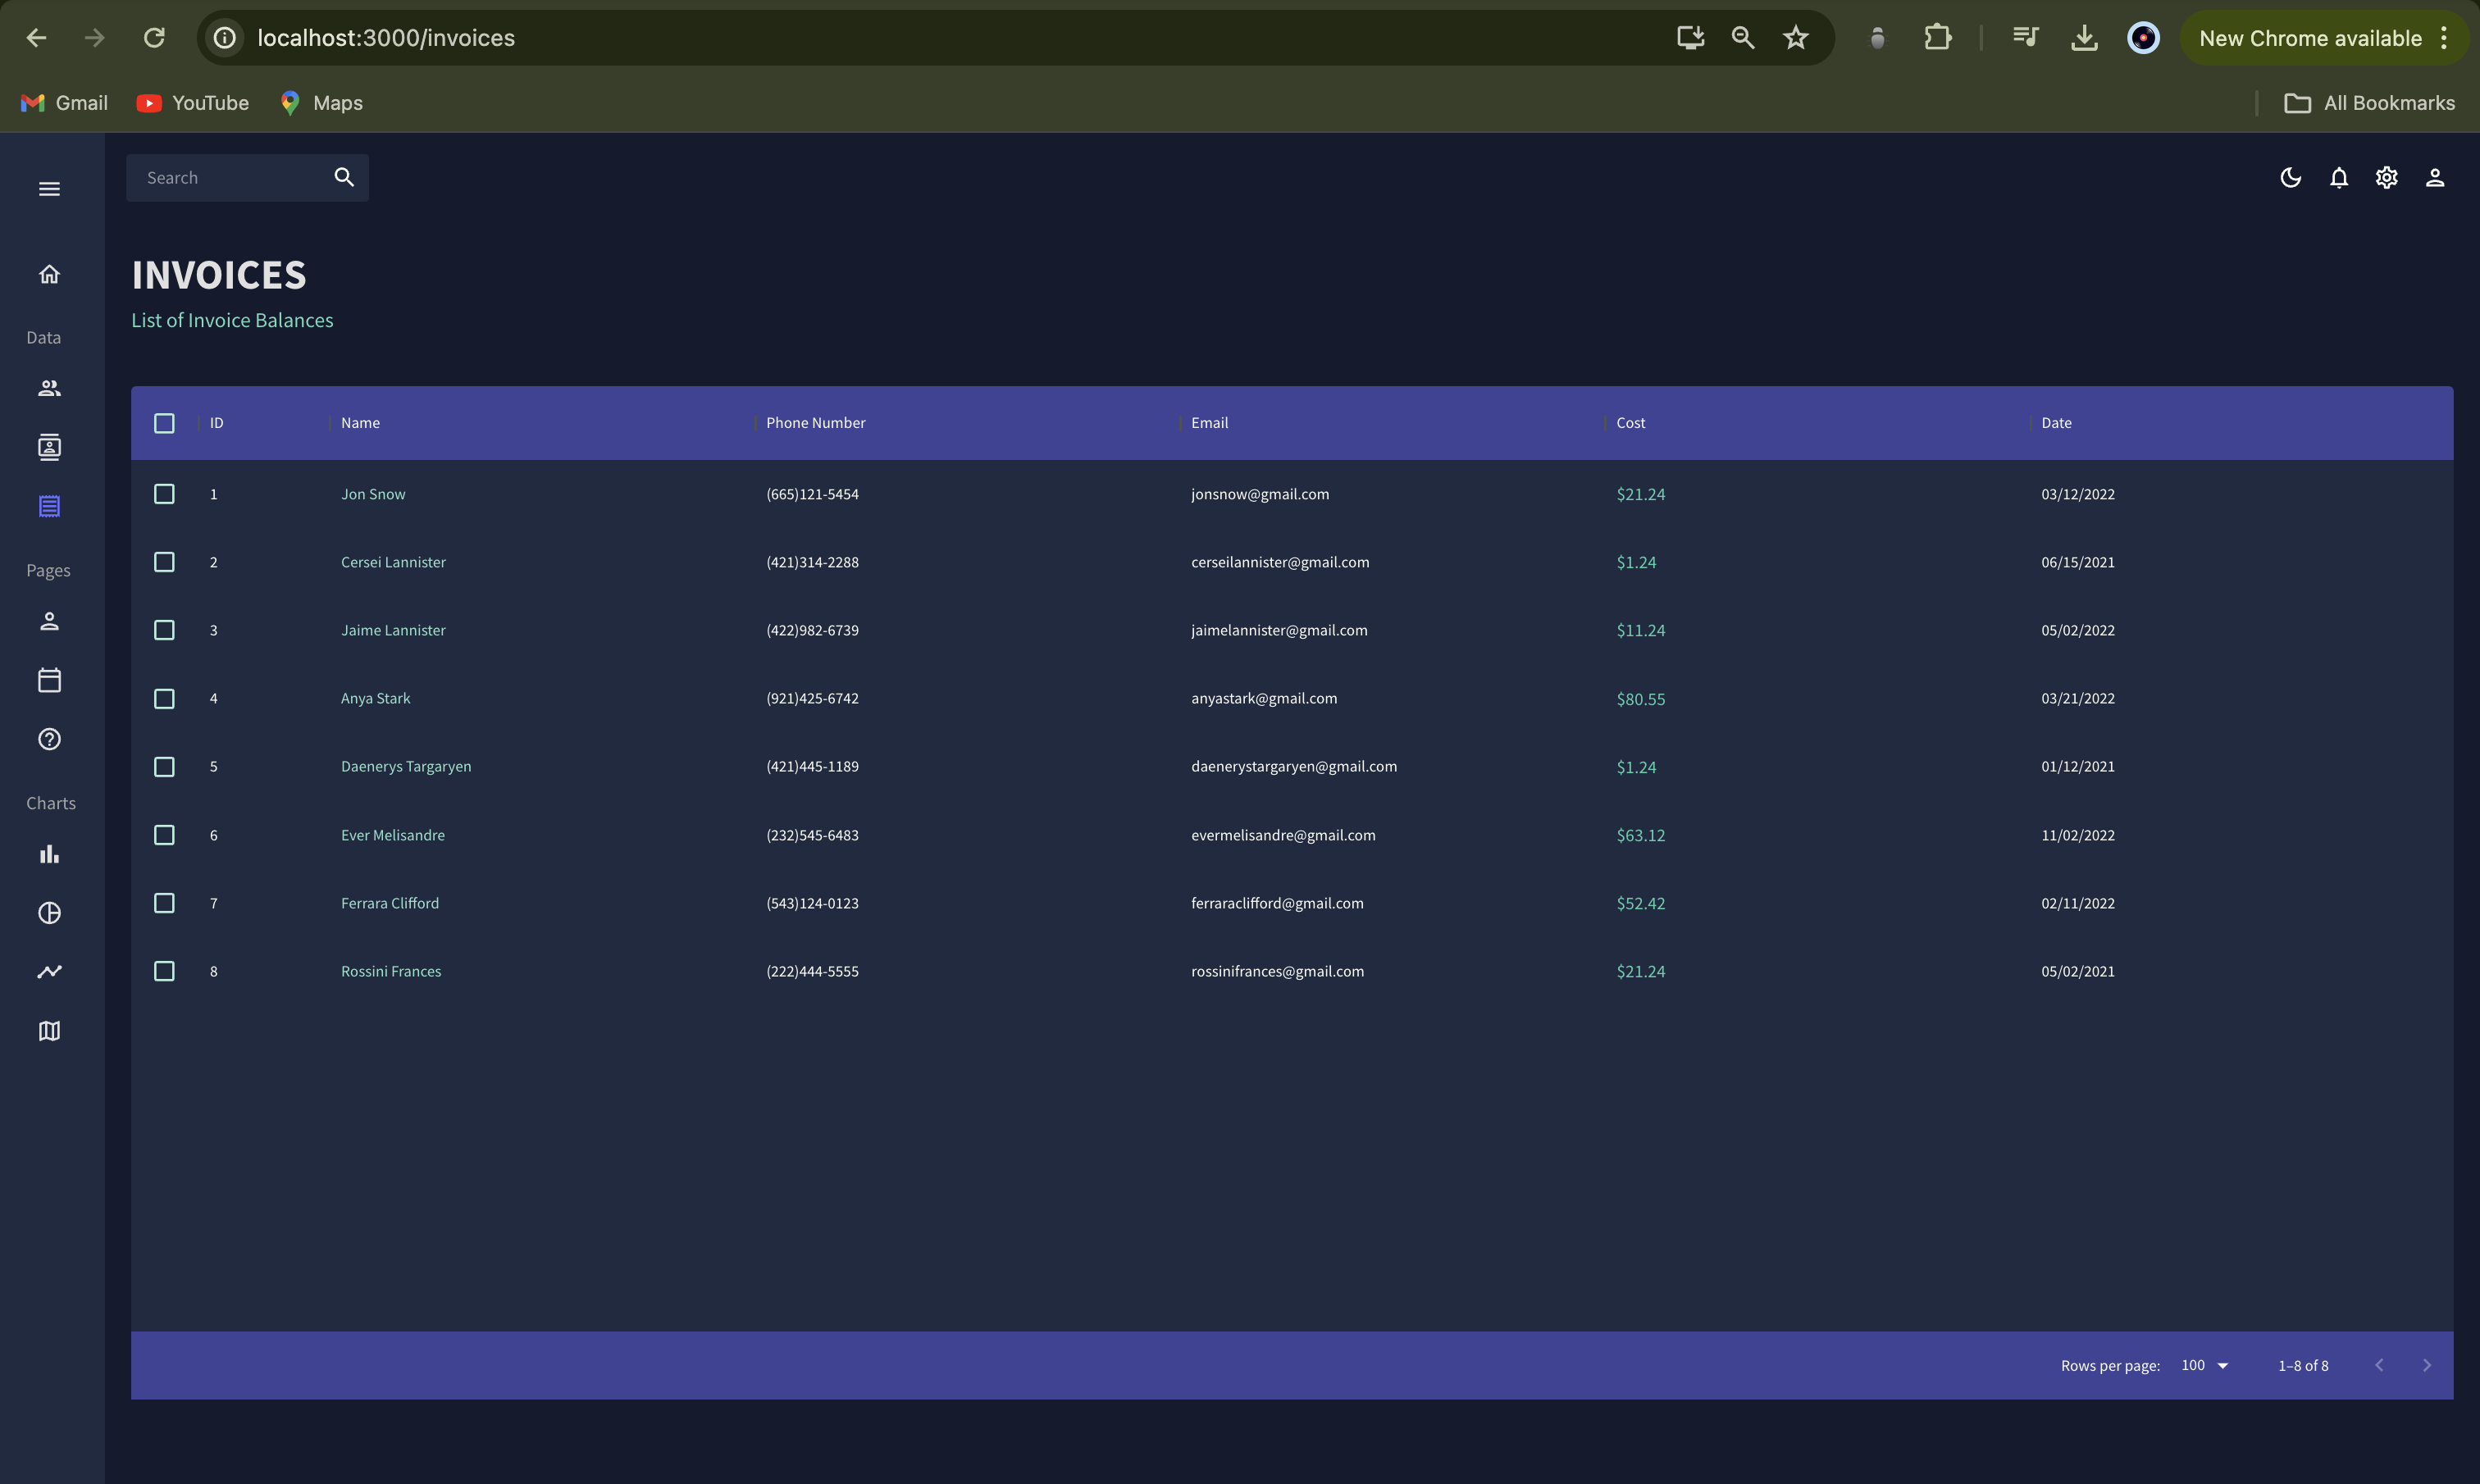 localhost:3000/invoices
New Chrome available
Gmail YouTube Maps All Bookmarks
Search
INVOICES
List of Invoice Balances
Data
Pages
Charts
ID Name Phone Number Email Cost Date
1 Jon Snow (665)121-5454 jonsnow@gmail.com $21.24 03/12/2022
2 Cersei Lannister (421)314-2288 cerseilannister@gmail.com $1.24 06/15/2021
3 Jaime Lannister (422)982-6739 jaimelannister@gmail.com $11.24 05/02/2022
4 Anya Stark (921)425-6742 anyastark@gmail.com $80.55 03/21/2022
5 Daenerys Targaryen (421)445-1189 daenerystargaryen@gmail.com $1.24 01/12/2021
6 Ever Melisandre (232)545-6483 evermelisandre@gmail.com $63.12 11/02/2022
7 Ferrara Clifford (543)124-0123 ferraraclifford@gmail.com $52.42 02/11/2022
8 Rossini Frances (222)444-5555 rossinifrances@gmail.com $21.24 05/02/2021
Rows per page: 100 1–8 of 8